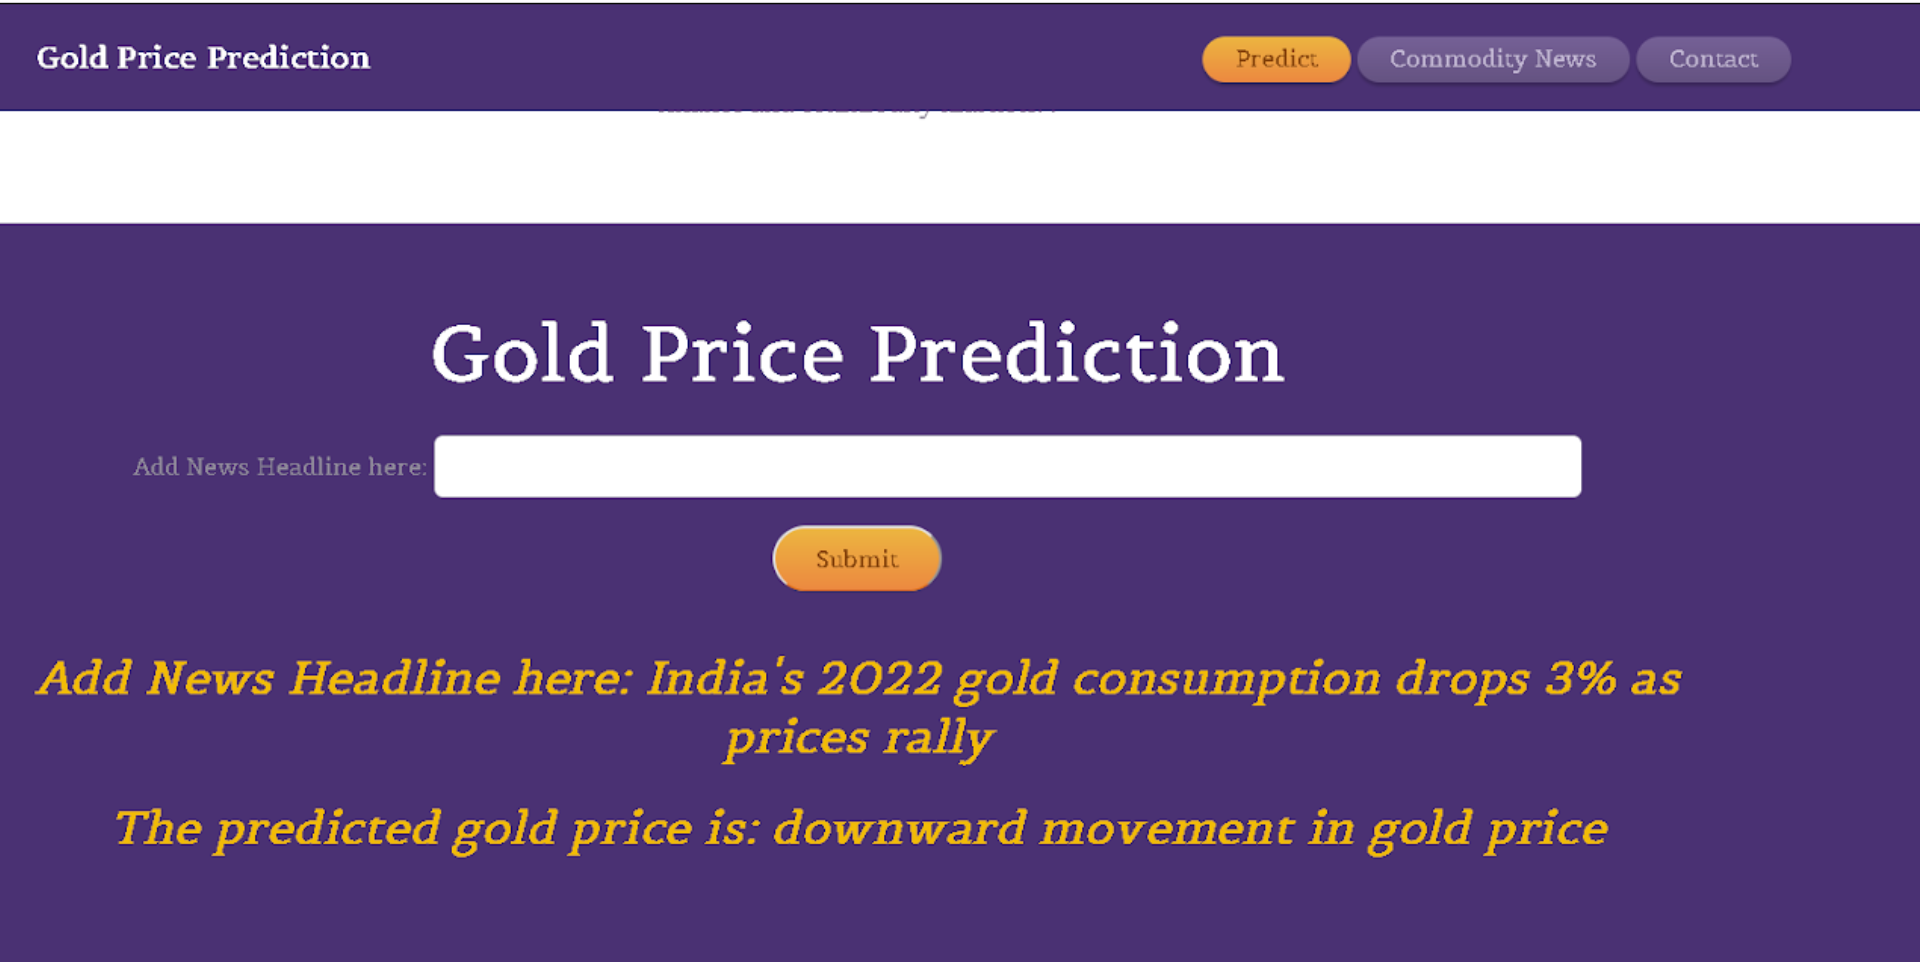 Gold Price Prediction
Predict
Commodity News
Contact
Gold Price Prediction
Add News Headline here:
Submit
Add News Headline here: India's 2022 gold consumption drops 3% as
prices rally
The predicted gold price is: downward movement in gold price